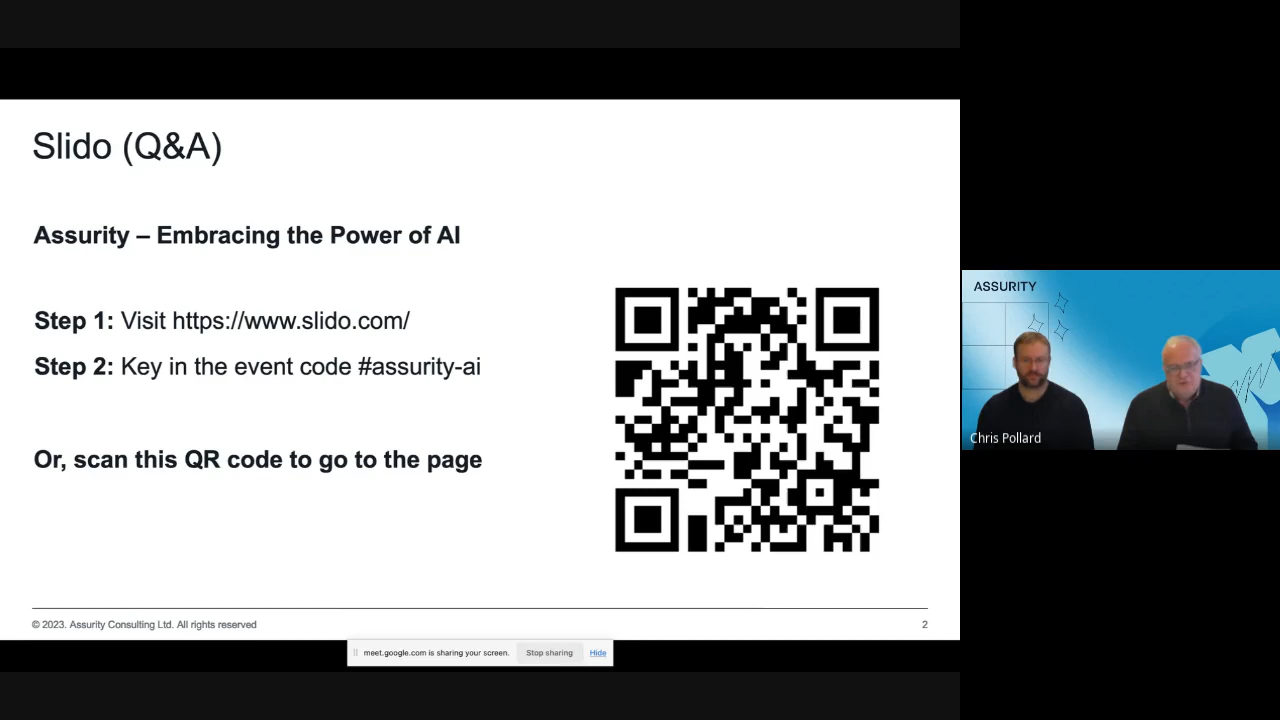 Slido (Q&A)
Assurity – Embracing the Power of AI
Step 1: Visit https://www.slido.com/
Step 2: Key in the event code #assurity-ai
Or, scan this QR code to go to the page
© 2023. Assurity Consulting Ltd. All rights reserved
2
meet.google.com is sharing your screen.
Stop sharing
Hide
ASSURITY
Chris Pollard